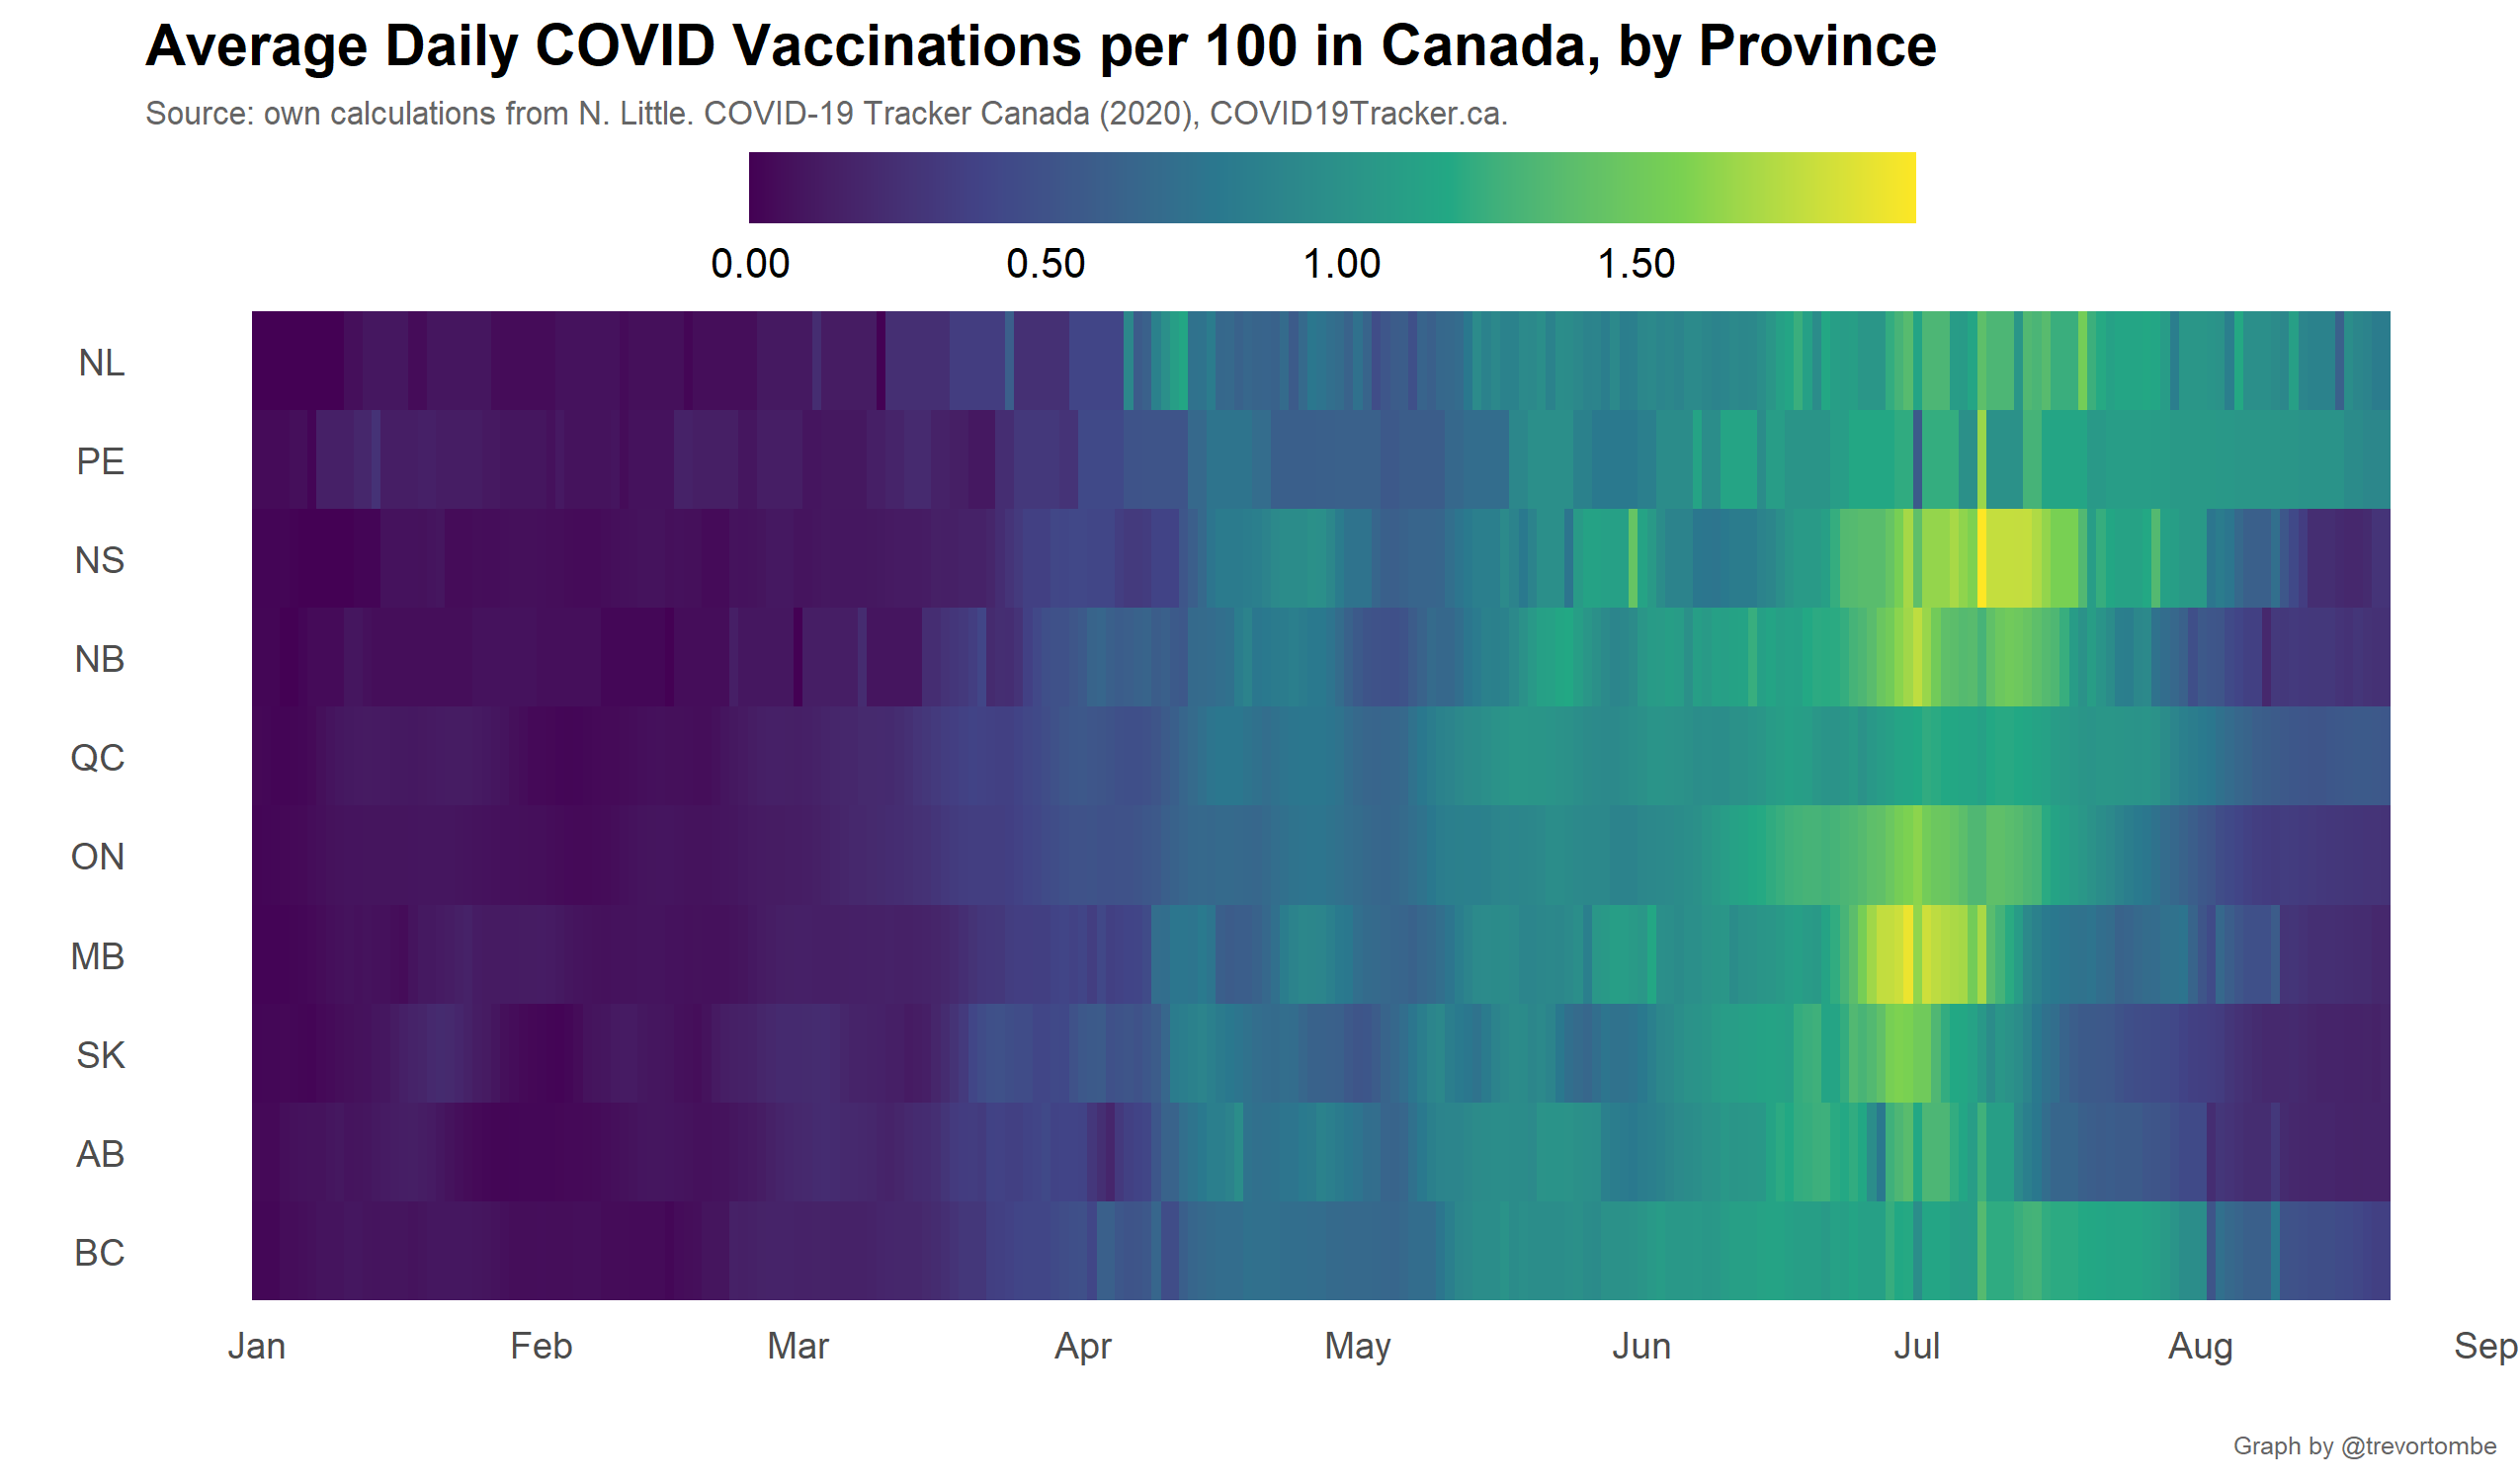 Average Daily COVID Vaccinations per 100 in Canada, by Province
Source: own calculations from N. Little. COVID-19 Tracker Canada (2020), COVID19Tracker.ca.
0.00 0.50 1.00 1.50
NL
PE
NS
NB
QC
ON
MB
SK
AB
BC
Jan Feb Mar Apr May Jun Jul Aug Sep
Graph by @trevortombe